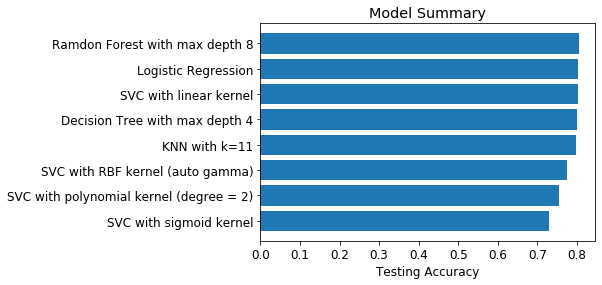 Model Summary
Ramdon Forest with max depth 8
Logistic Regression
SVC with linear kernel
Decision Tree with max depth 4
KNN with k=11
SVC with RBF kernel (auto gamma)
SVC with polynomial kernel (degree = 2)
SVC with sigmoid kernel
0.0 0.1 0.2 0.3 0.4 0.5 0.6 0.7 0.8
Testing Accuracy